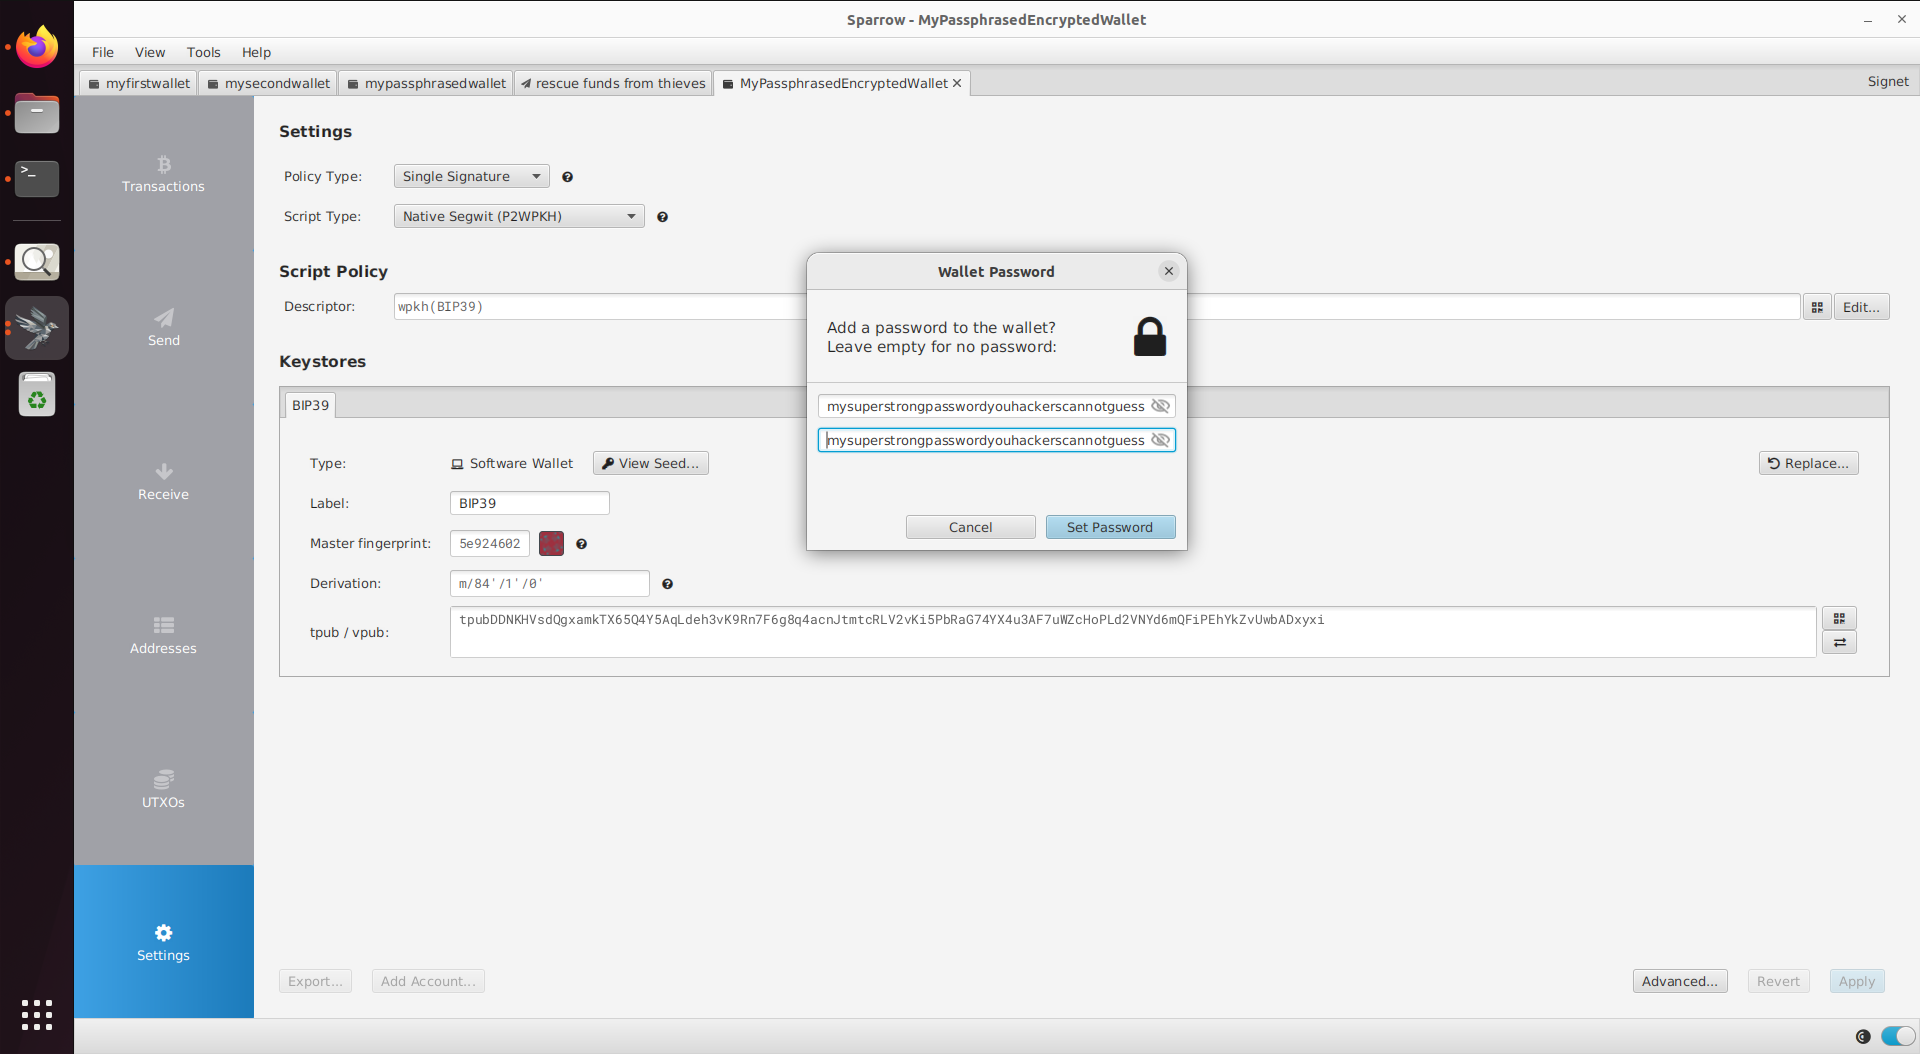 Sparrow - MyPassphrasedEncryptedWallet
File View Tools Help
myfirstwallet mysecondwallet mypassphrasedwallet rescue funds from thieves MyPassphrasedEncryptedWallet Signet
Transactions
Send
Receive
Addresses
UTXOs
Settings
Settings
Policy Type: Single Signature
Script Type: Native Segwit (P2WPKH)
Script Policy
Descriptor: wpkh(BIP39) Edit...
Keystores
BIP39
Type: Software Wallet View Seed... Replace...
Label: BIP39
Master fingerprint: 5e924602
Derivation: m/84'/1'/0'
tpub / vpub: tpubDDNKHVsdQgxamkTX65Q4Y5AqLdeh3vK9Rn7F6g8q4acnJtmtcRLV2vKi5PbRaG74YX4u3AF7uWZcHoPLd2VNYd6mQFiPEhYkZvUwbADxyxi
Wallet Password
Add a password to the wallet?
Leave empty for no password:
mysuperstrongpasswordyouhackerscannotguess
mysuperstrongpasswordyouhackerscannotguess
Cancel Set Password
Export... Add Account... Advanced... Revert Apply